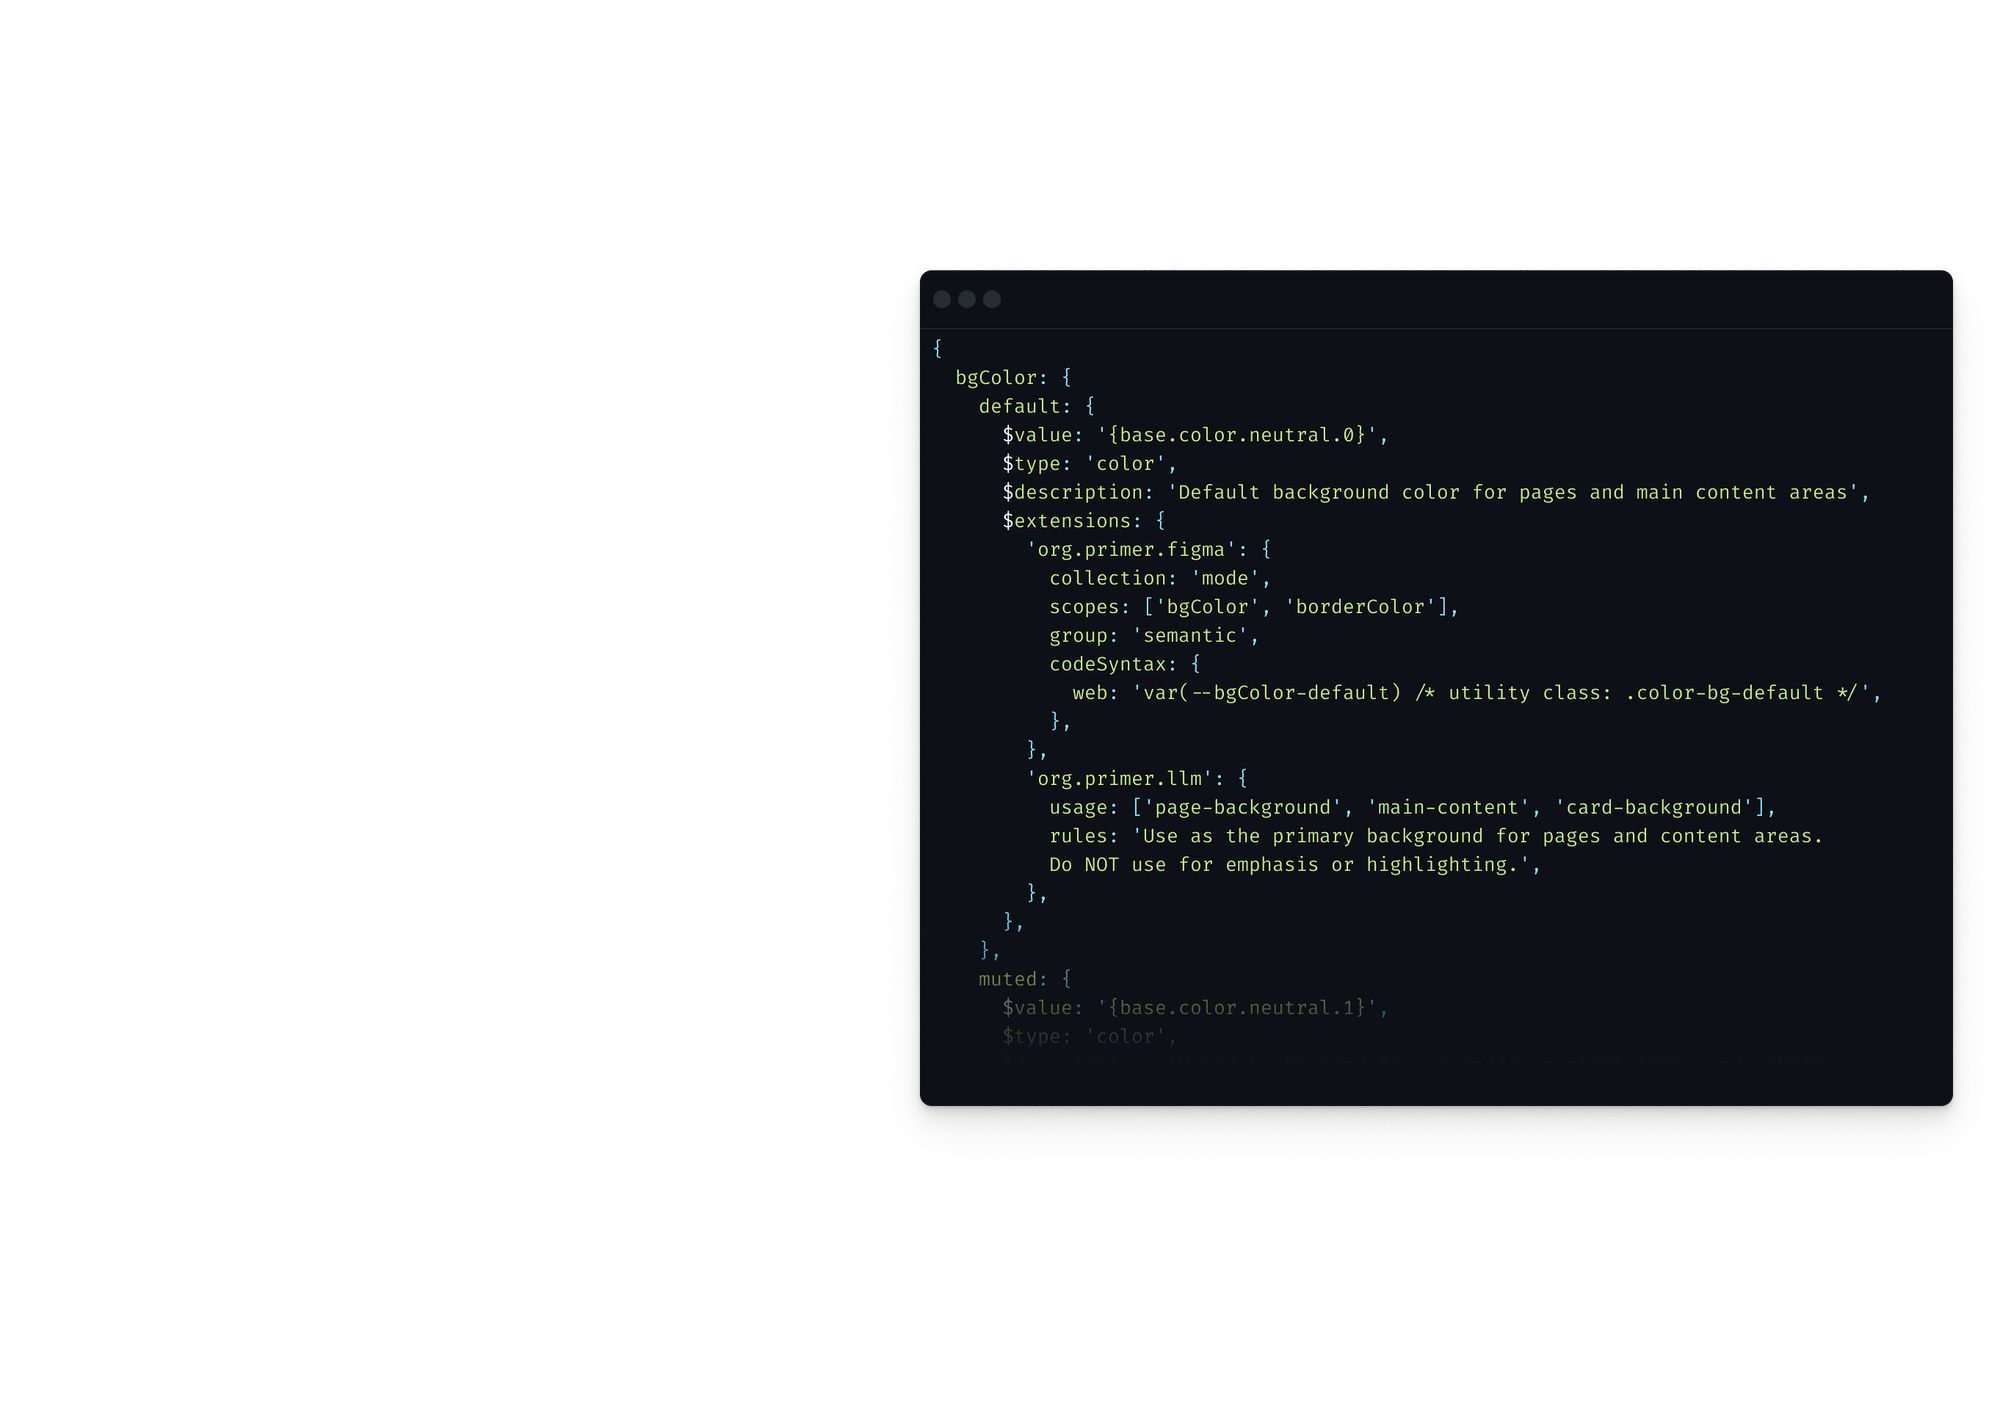 {
  bgColor: {
    default: {
      $value: '{base.color.neutral.0}',
      $type: 'color',
      $description: 'Default background color for pages and main content areas',
      $extensions: {
        'org.primer.figma': {
          collection: 'mode',
          scopes: ['bgColor', 'borderColor'],
          group: 'semantic',
          codeSyntax: {
            web: 'var(--bgColor-default) /* utility class: .color-bg-default */',
          },
        },
        'org.primer.llm': {
          usage: ['page-background', 'main-content', 'card-background'],
          rules: 'Use as the primary background for pages and content areas.
          Do NOT use for emphasis or highlighting.',
        },
      },
    },
    muted: {
      $value: '{base.color.neutral.1}',
      $type: 'color',